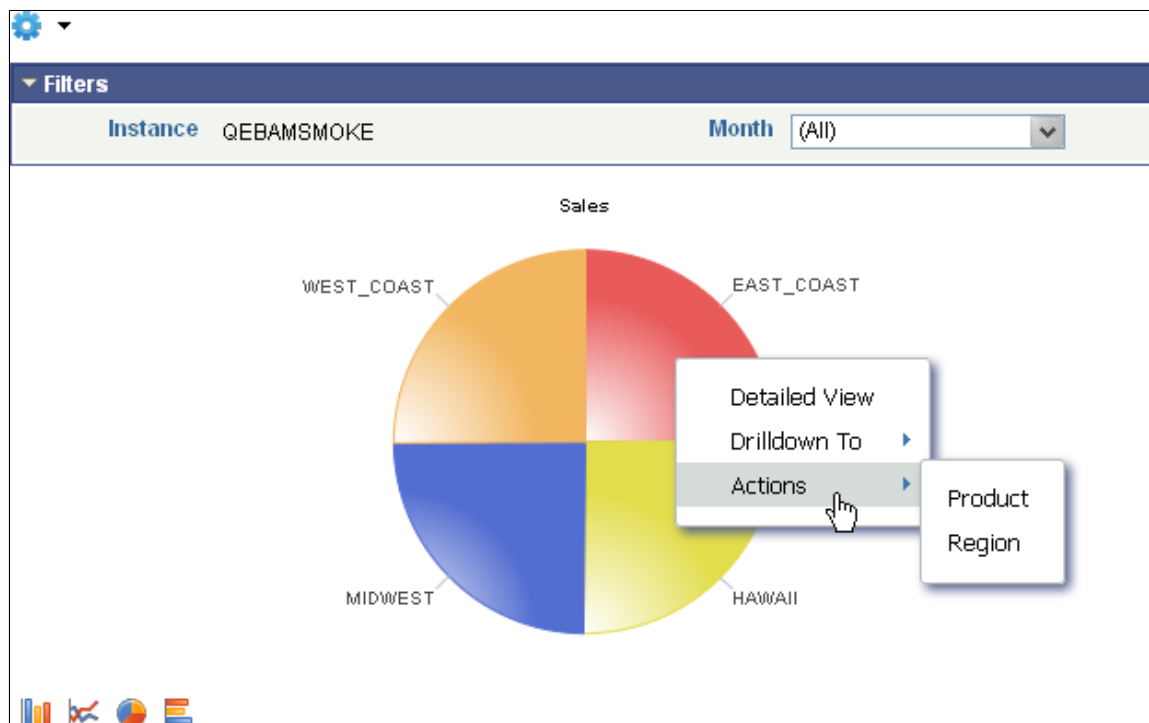 Filters
Instance QEBAMSMOKE Month (All)
Sales
WEST_COAST EAST_COAST
Detailed View
Drilldown To
Actions
Product
Region
MIDWEST HAWAII